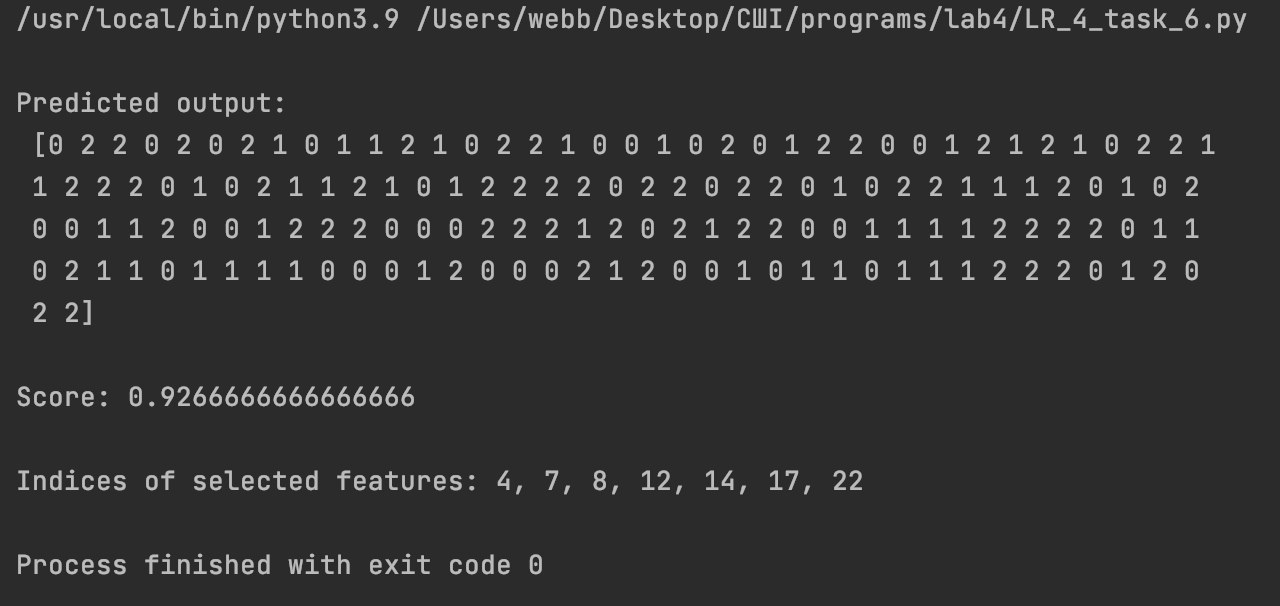 /usr/local/bin/python3.9 /Users/webb/Desktop/СШІ/programs/lab4/LR_4_task_6.py
Predicted output:
[0 2 2 0 2 0 2 1 0 1 1 2 1 0 2 2 1 0 0 1 0 2 0 1 2 2 0 0 1 2 1 2 1 0 2 2 1
1 2 2 2 0 1 0 2 1 1 2 1 0 1 2 2 2 2 0 2 2 0 2 2 0 1 0 2 2 1 1 1 2 0 1 0 2
0 0 1 1 2 0 0 1 2 2 2 0 0 0 2 2 2 1 2 0 2 1 2 2 0 0 1 1 1 1 2 2 2 2 0 1 1
0 2 1 1 0 1 1 1 1 0 0 0 1 2 0 0 0 2 1 2 0 0 1 0 1 1 0 1 1 1 2 2 2 0 1 2 0
2 2]
Score: 0.9266666666666666
Indices of selected features: 4, 7, 8, 12, 14, 17, 22
Process finished with exit code 0